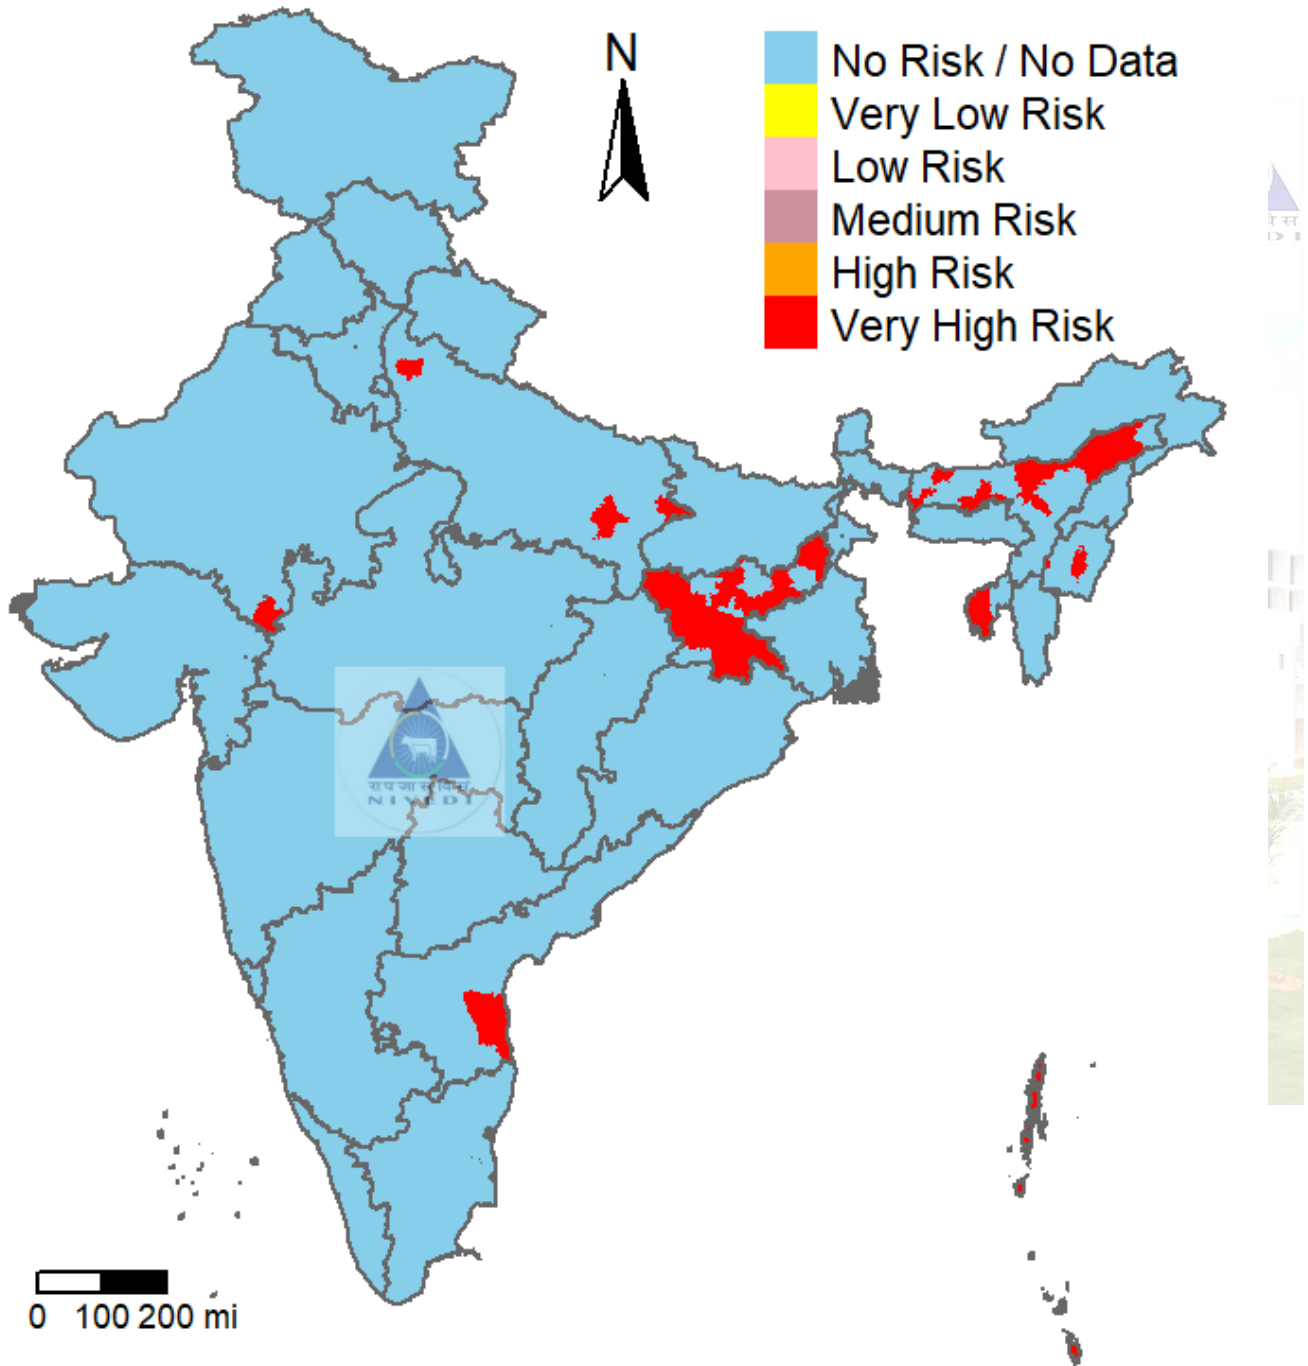 N
No Risk / No Data
Very Low Risk
Low Risk
Medium Risk
High Risk
Very High Risk
NIVEDI
0 100 200 mi